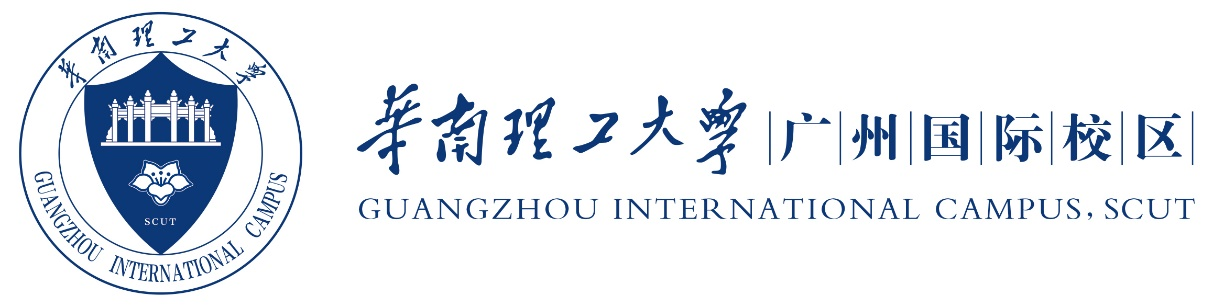 華南理工大學
SCUT
GUANGZHOU INTERNATIONAL CAMPUS
華南理工大學|广|州|国|际|校|区|
GUANGZHOU INTERNATIONAL CAMPUS, SCUT